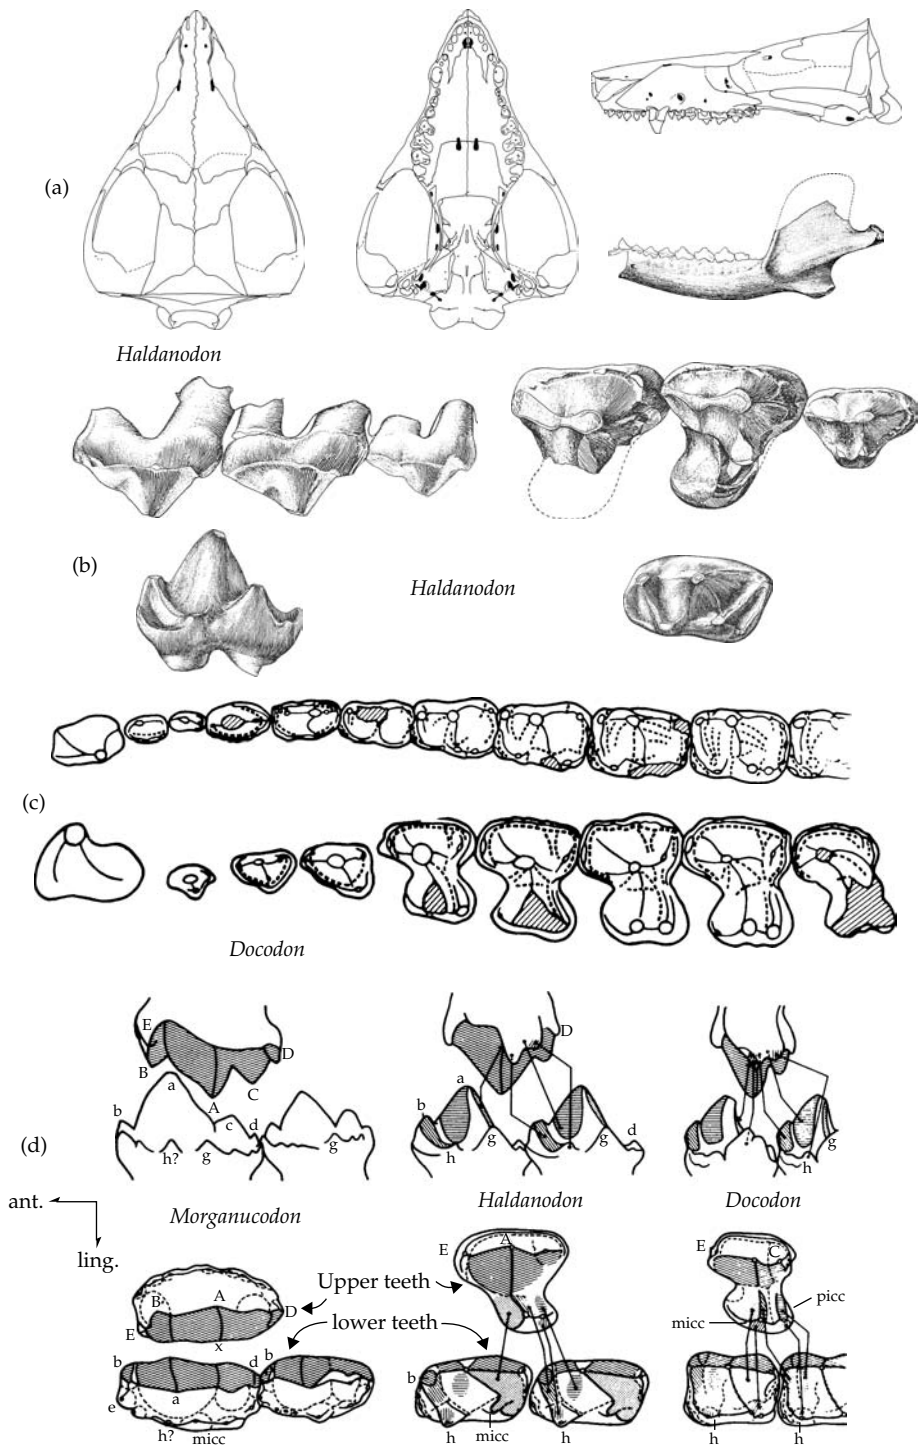 (a)
Haldanodon
(b)
Haldanodon
(c)
Docodon
(d)
E
B
D
C
a
A
b
c
d
h?
g
g
D
a
b
g
g
d
h
h
g
ant.
ling.
Morganucodon
Haldanodon
Docodon
B
A
D
E
x
Upper teeth
lower teeth
b
d
b
a
e
h?
micc
E
A
b
h
micc
h
E
C
micc
picc
h
h